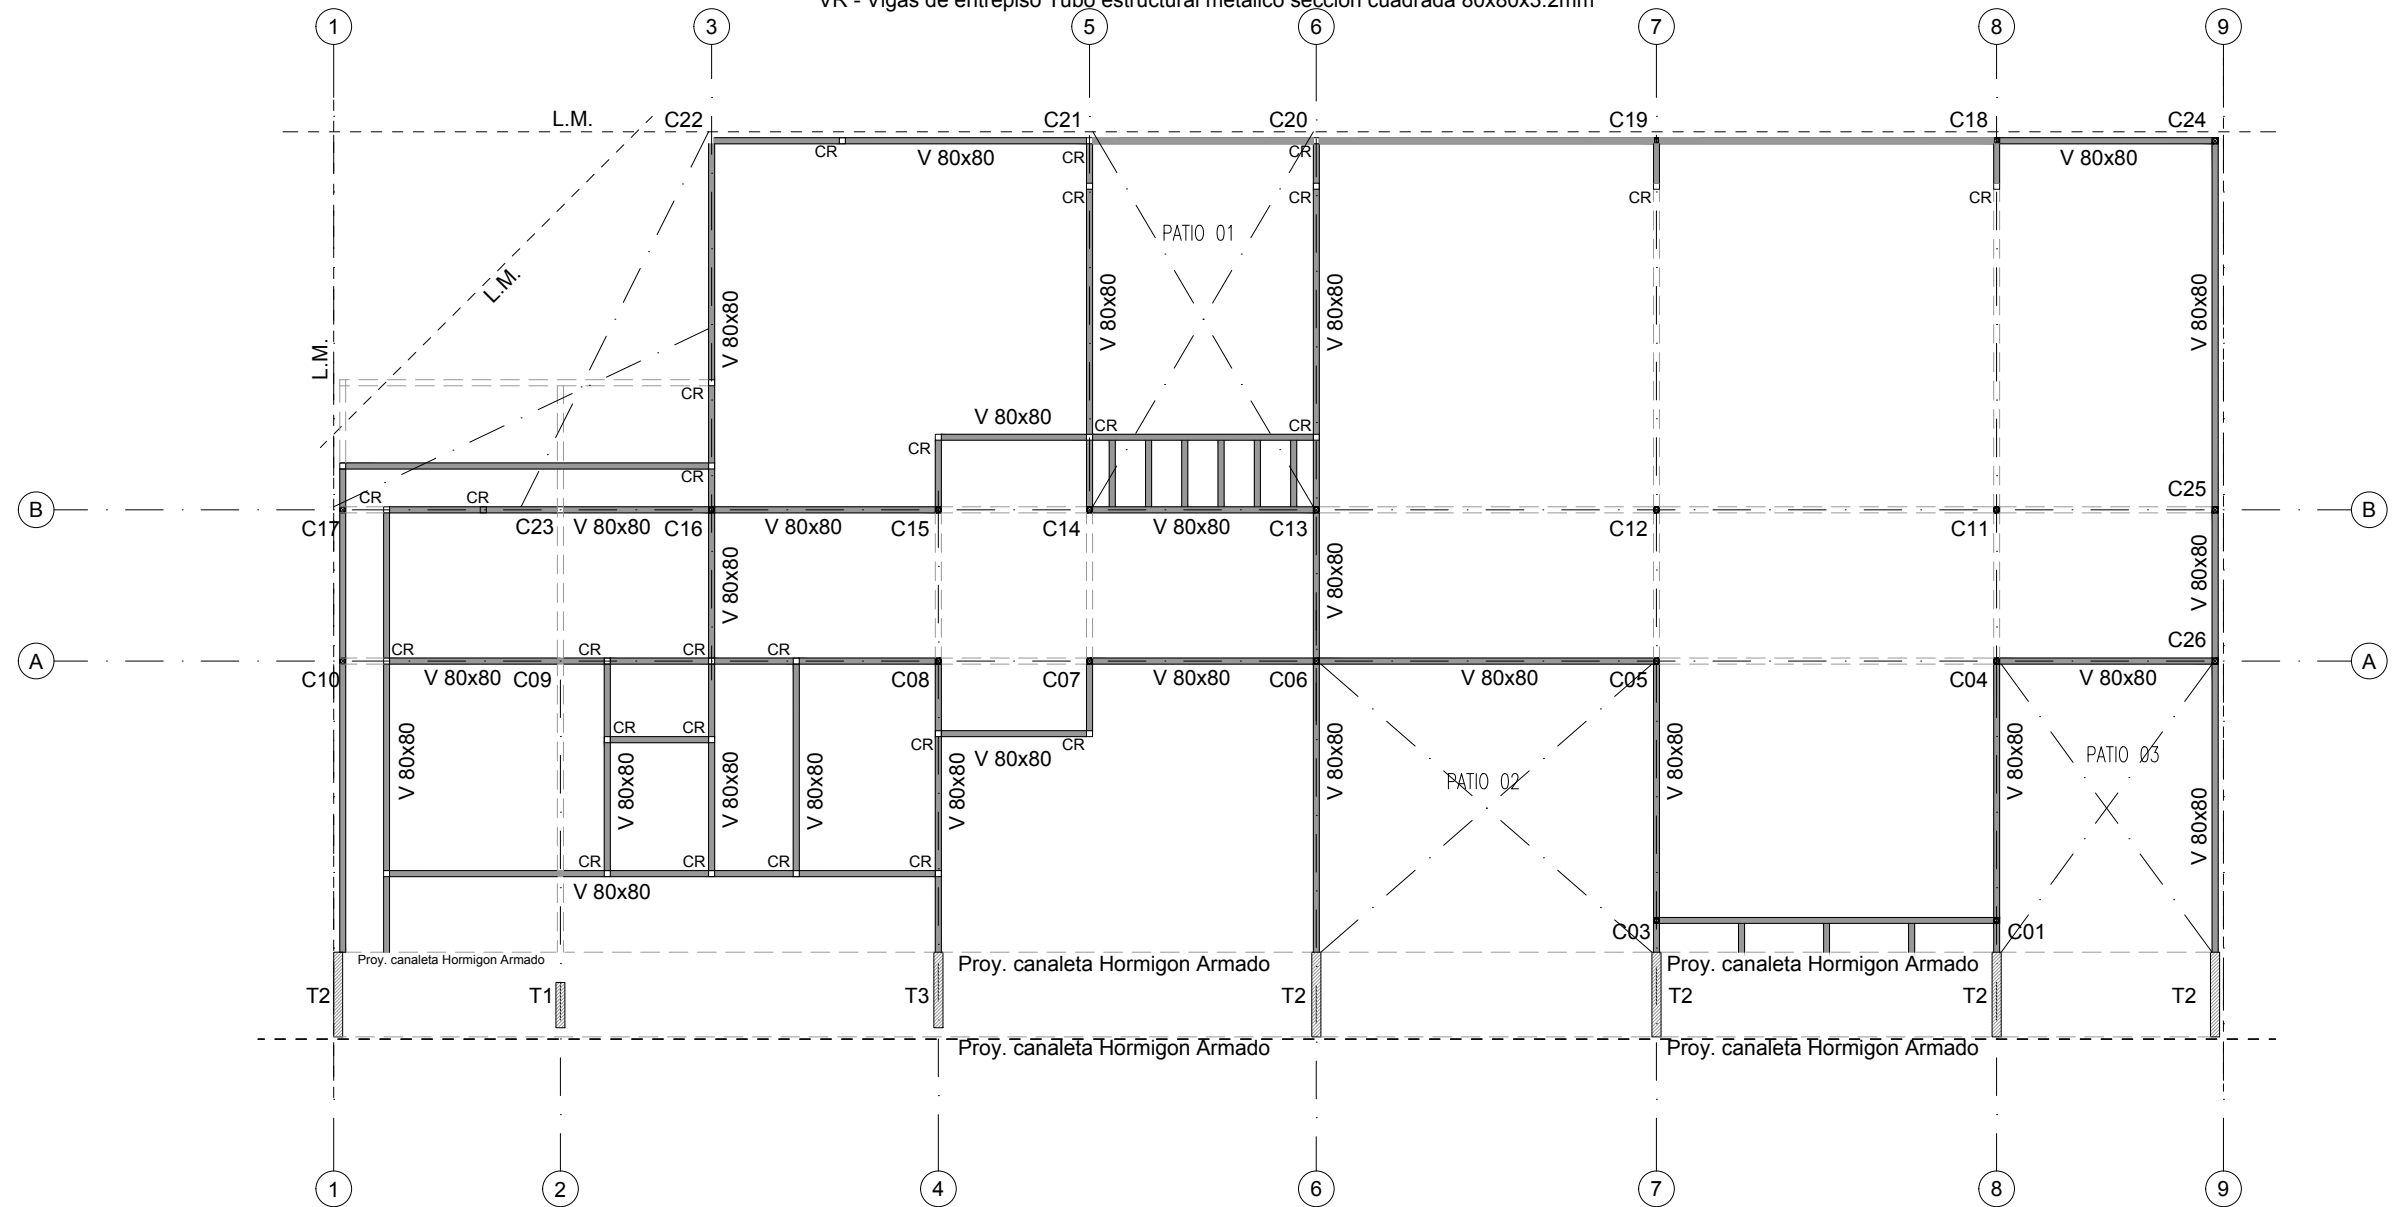 VR - Vigas de entrepiso Tubo estructural metálico sección cuadrada 80x80x3.2mm
1 3 5 6 7 8 9
L.M. C22 C21 C20 C19 C18 C24
CR V 80x80 CR CR V 80x80
CR CR CR CR
L.M.
PATIO 01
L.M.
V 80x80 V 80x80 V 80x80 V 80x80
CR
V 80x80
CR CR CR
CR
CR CR
C25
B B
C17 C23 V 80x80 C16 V 80x80 C15 C14 V 80x80 C13 C12 C11
V 80x80 V 80x80 V 80x80
CR CR CR CR
C26
A A
C10 V 80x80 C09 C08 C07 V 80x80 C06 V 80x80 C05 C04 V 80x80
CR CR
CR V 80x80 CR
V 80x80 V 80x80 V 80x80 V 80x80 V 80x80 V 80x80 V 80x80 V 80x80 V 80x80
PATIO 02 PATIO 03
CR CR CR CR
V 80x80
C03 C01
Proy. canaleta Hormigon Armado Proy. canaleta Hormigon Armado Proy. canaleta Hormigon Armado
T2 T1 T3 T2 T2 T2 T2
Proy. canaleta Hormigon Armado Proy. canaleta Hormigon Armado
1 2 4 6 7 8 9